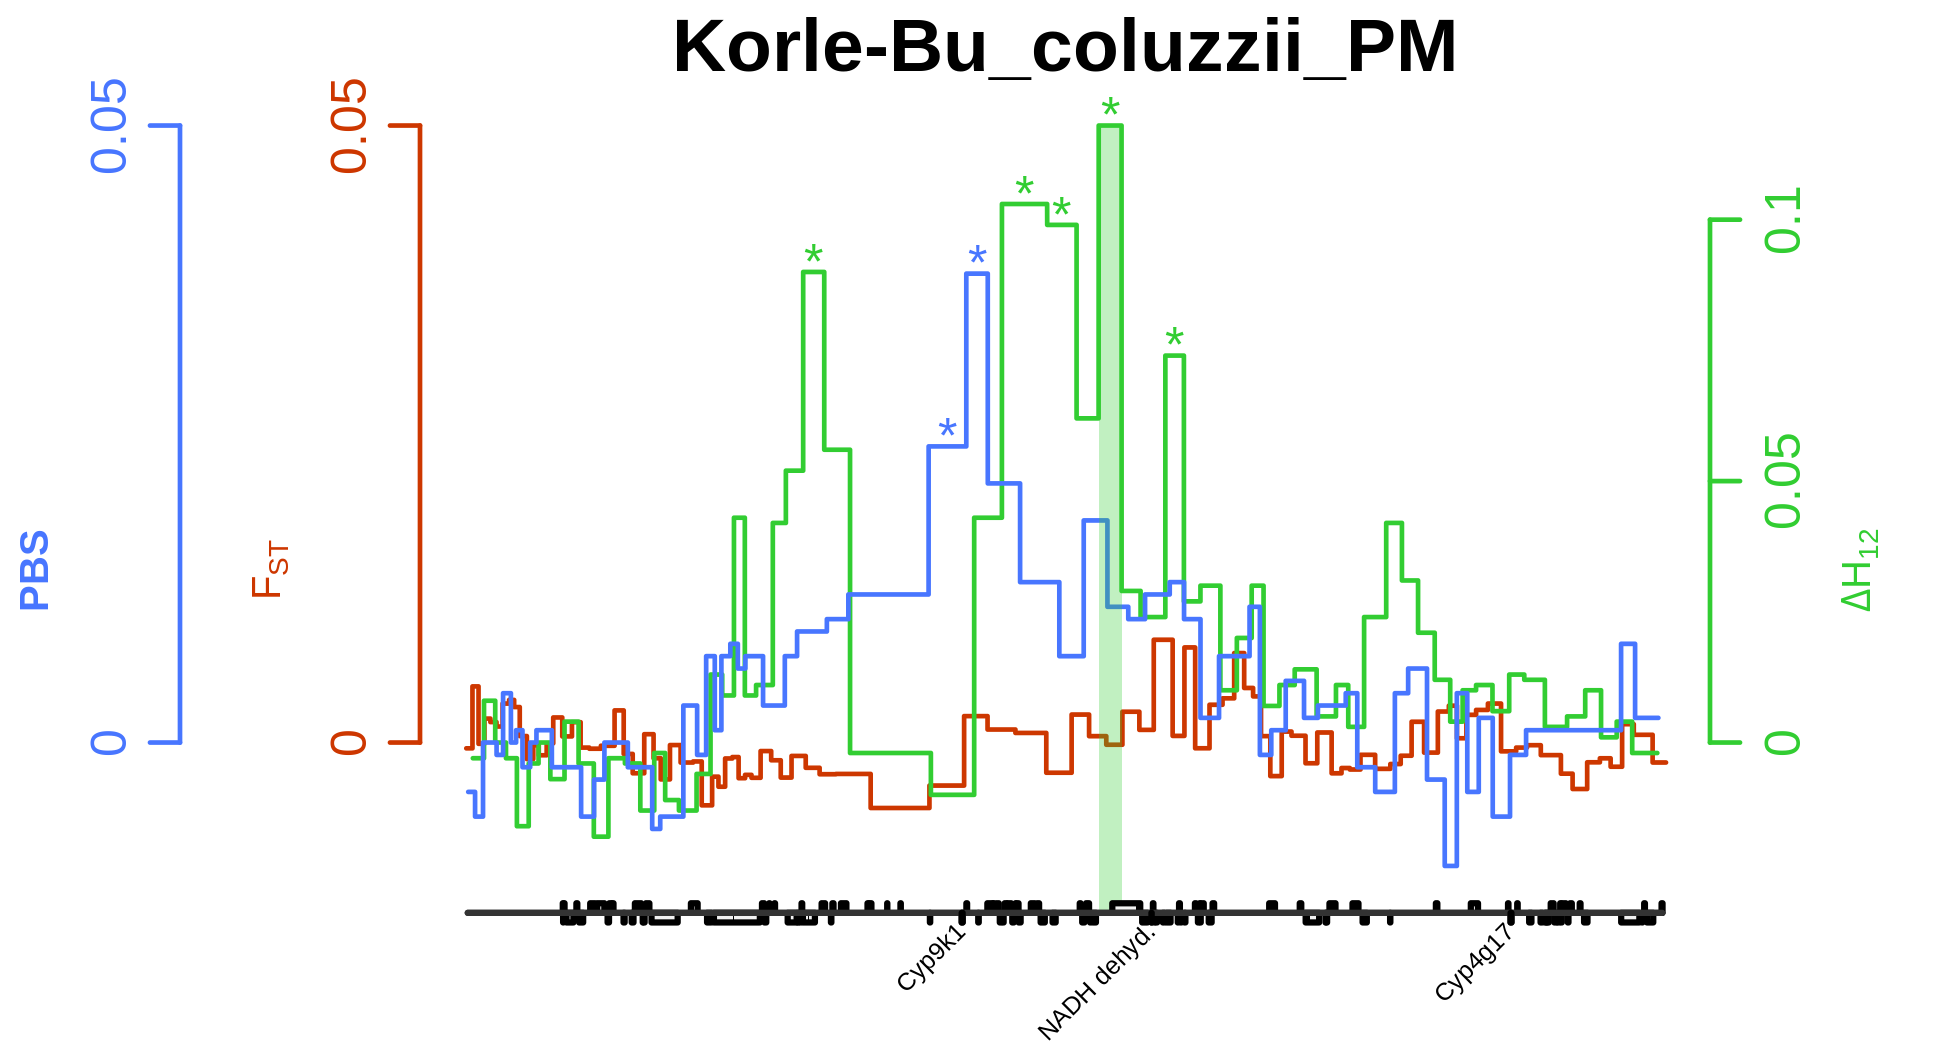 Korle-Bu_coluzzii_PM
PBS
0.05
0
FST
0.05
0
*
*
*
*
*
*
*
0.1
0.05
0
ΔH12
Cyp9k1
NADH dehyd.
Cyp4g17